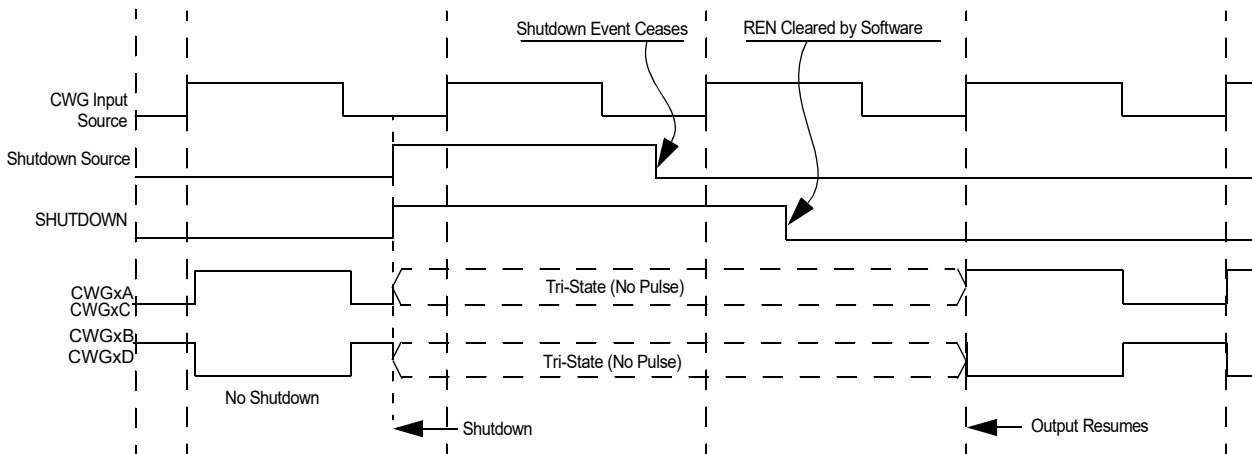 Shutdown Event Ceases
REN Cleared by Software
CWG Input
Source
Shutdown Source
SHUTDOWN
CWGxA
CWGxC
Tri-State (No Pulse)
CWGxB
CWGxD
Tri-State (No Pulse)
No Shutdown
Shutdown
Output Resumes